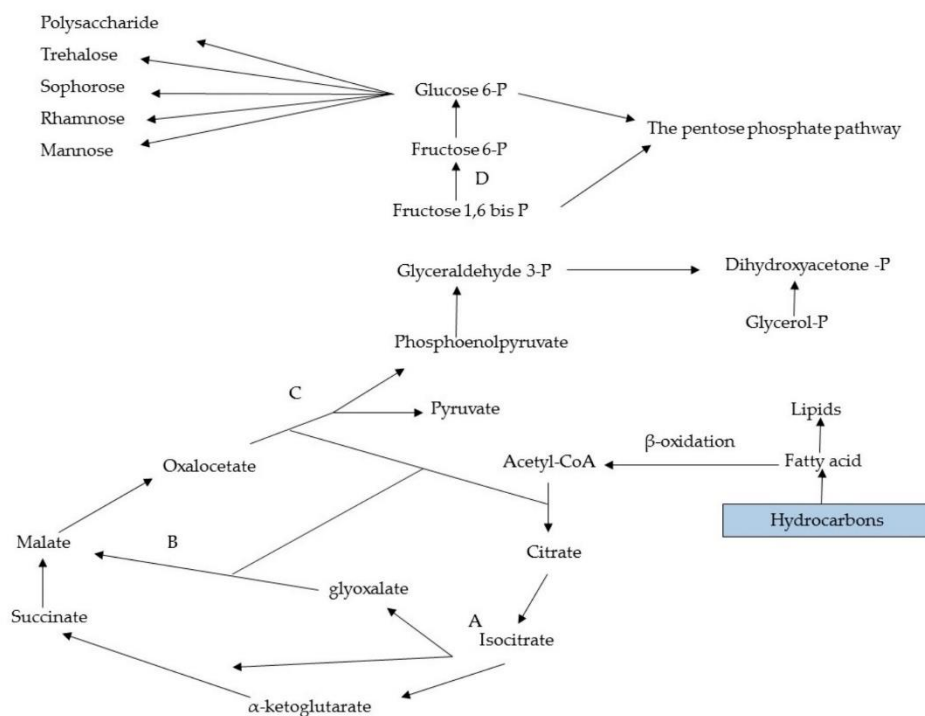 Polysaccharide
Trehalose
Sophorose
Rhamnose
Mannose
Glucose 6-P
The pentose phosphate pathway
Fructose 6-P
D
Fructose 1,6 bis P
Glyceraldehyde 3-P
Dihydroxyacetone -P
Glycerol-P
Phosphoenolpyruvate
C
Pyruvate
Lipids
Oxalocetate
Acetyl-CoA
β-oxidation
Fatty acid
Hydrocarbons
Malate
B
Citrate
glyoxalate
Succinate
A
Isocitrate
α-ketoglutarate